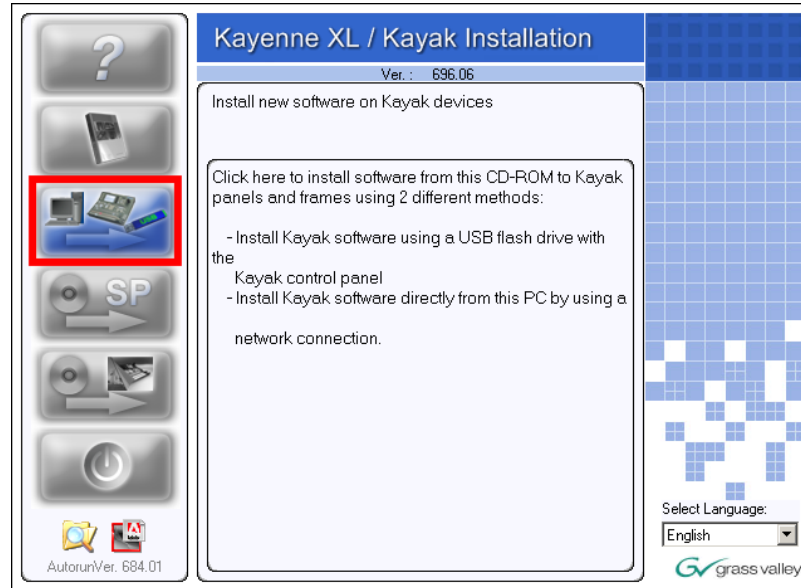 Kayenne XL / Kayak Installation
Ver. : 696.06
Install new software on Kayak devices
Click here to install software from this CD-ROM to Kayak
panels and frames using 2 different methods:
- Install Kayak software using a USB flash drive with
the
Kayak control panel
- Install Kayak software directly from this PC by using a
network connection.
?
USB
SP
AutorunVer. 684.01
Select Language:
English
GV grass valley